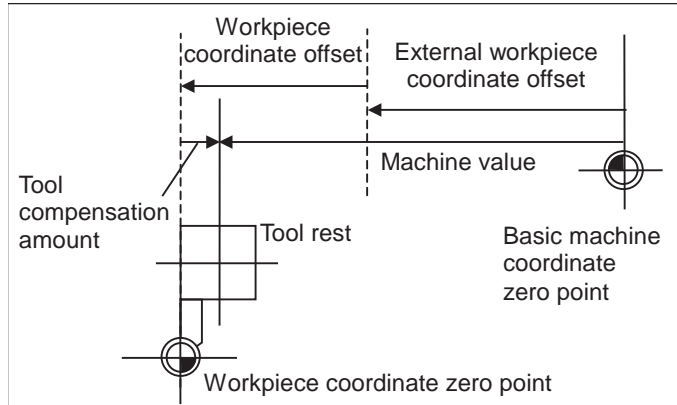 Workpiece
coordinate offset
External workpiece
coordinate offset
Machine value
Tool
compensation
amount
Tool rest
Basic machine
coordinate
zero point
Workpiece coordinate zero point